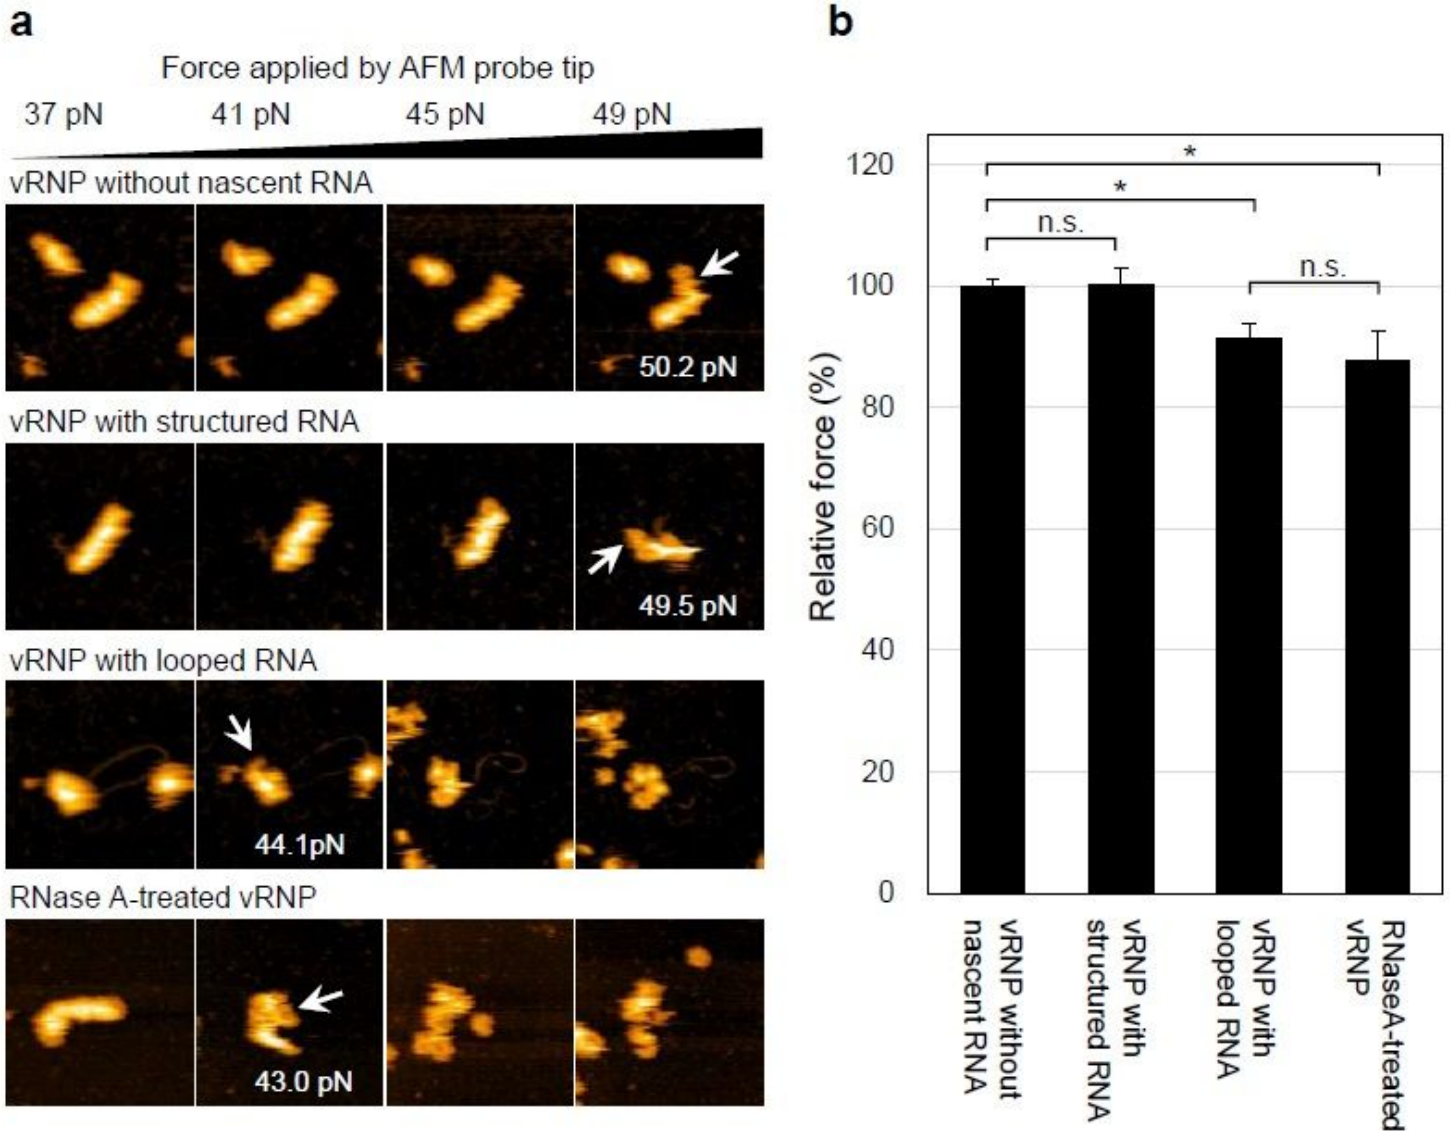 a
Force applied by AFM probe tip
37 pN 41 pN 45 pN 49 pN
vRNP without nascent RNA
50.2 pN
vRNP with structured RNA
49.5 pN
vRNP with looped RNA
44.1pN
RNase A-treated vRNP
43.0 pN
b
Relative force (%)
120
100
80
60
40
20
0
*
*
n.s.
n.s.
vRNP without
nascent RNA
vRNP with
structured RNA
vRNP with
looped RNA
RNaseA-treated
vRNP